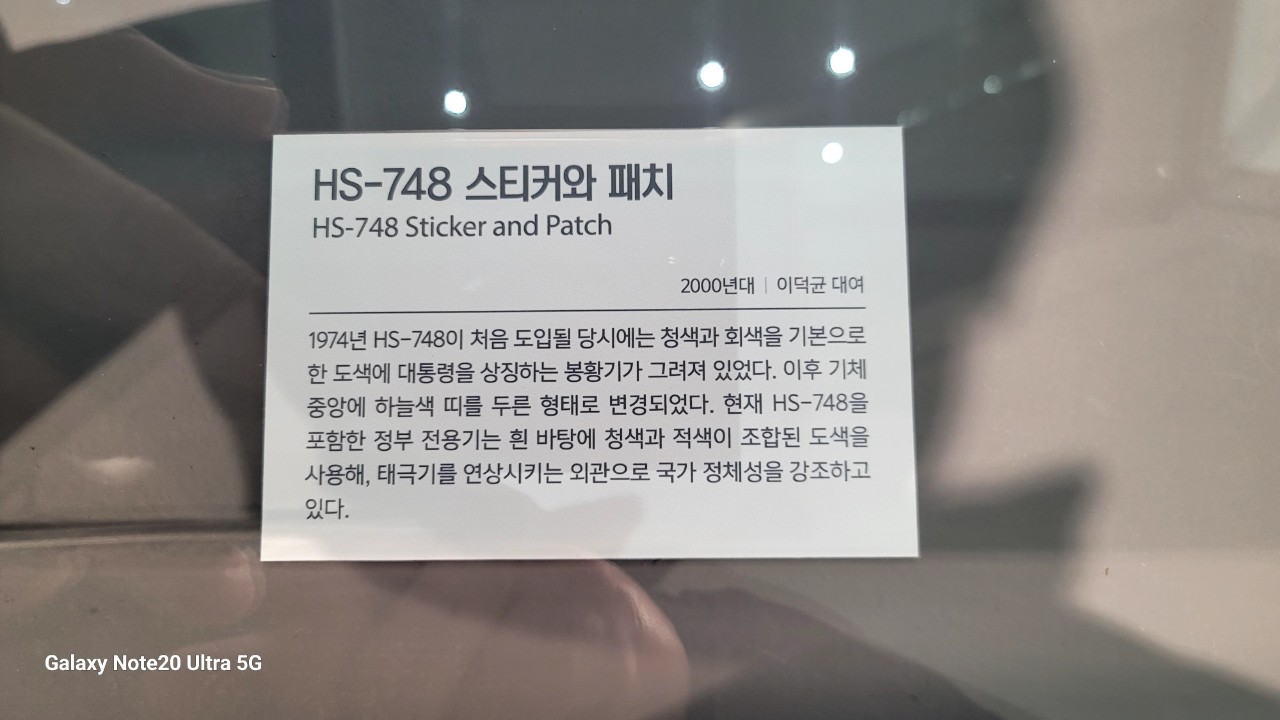 HS-748 스티커와 패치
HS-748 Sticker and Patch
2000년대 | 이덕균 대여
1974년 HS-748이 처음 도입될 당시에는 청색과 회색을 기본으로
한 도색에 대통령을 상징하는 봉황기가 그려져 있었다. 이후 기체
중앙에 하늘색 띠를 두른 형태로 변경되었다. 현재 HS-748을
포함한 정부 전용기는 흰 바탕에 청색과 적색이 조합된 도색을
사용해, 태극기를 연상시키는 외관으로 국가 정체성을 강조하고
있다.
Galaxy Note20 Ultra 5G